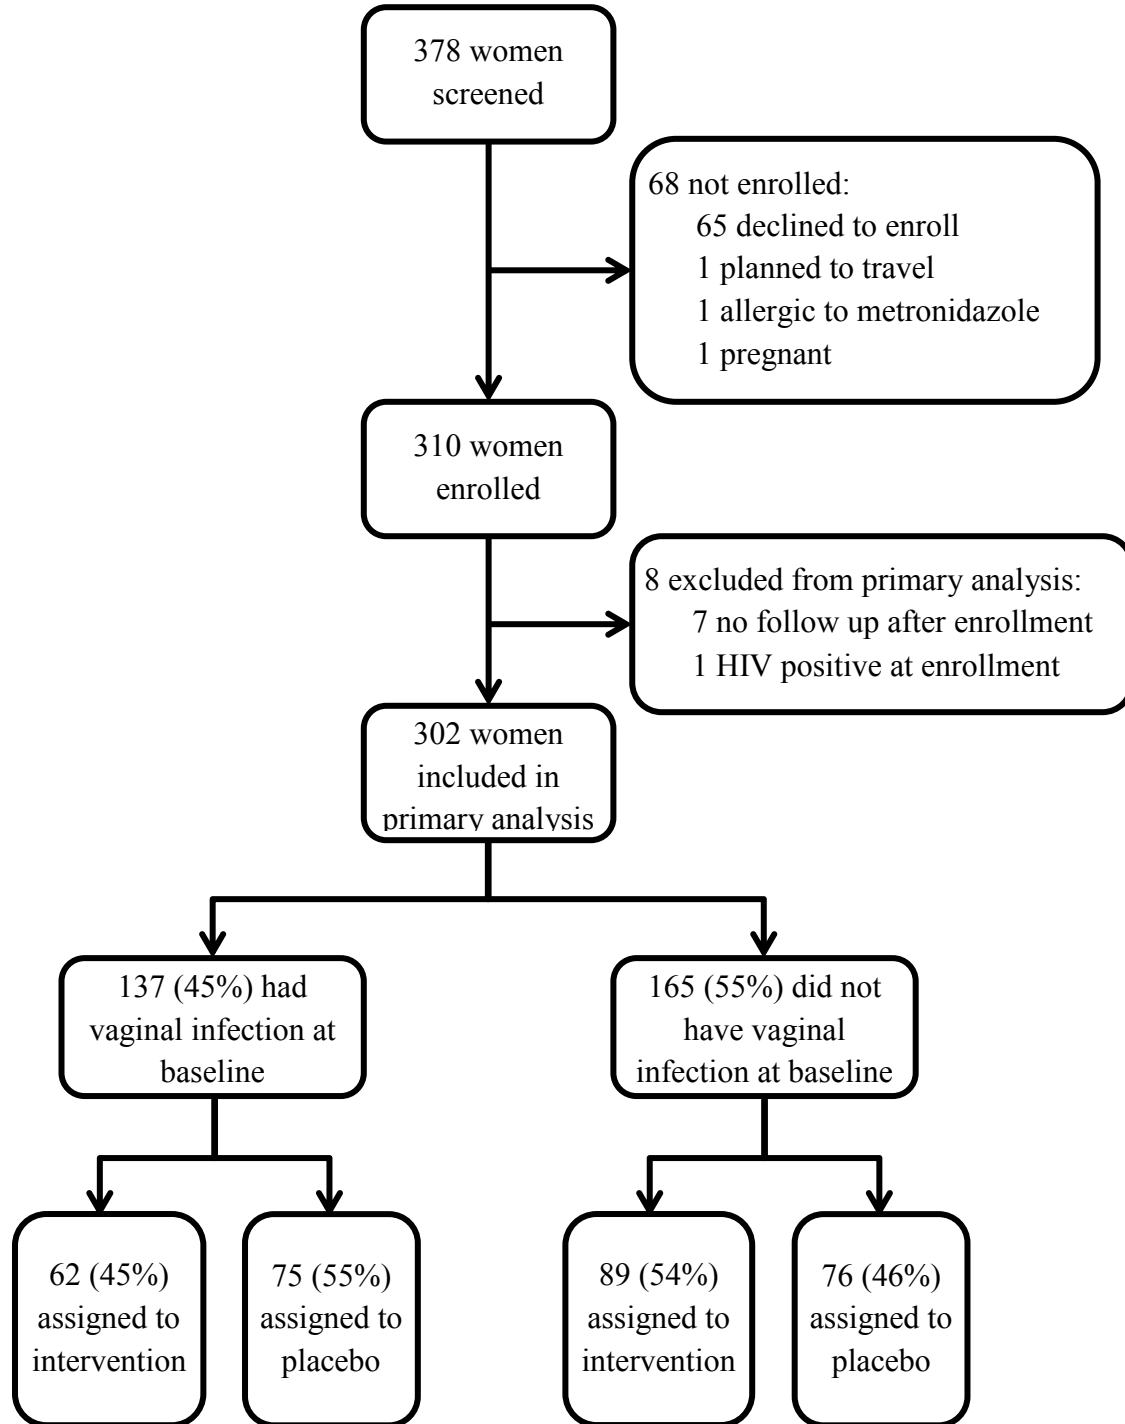 378 women
screened
68 not enrolled:
65 declined to enroll
1 planned to travel
1 allergic to metronidazole
1 pregnant
310 women
enrolled
8 excluded from primary analysis:
7 no follow up after enrollment
1 HIV positive at enrollment
302 women
included in
primary analysis
137 (45%) had
vaginal infection at
baseline
165 (55%) did not
have vaginal
infection at baseline
62 (45%)
assigned to
intervention
75 (55%)
assigned to
placebo
89 (54%)
assigned to
intervention
76 (46%)
assigned to
placebo